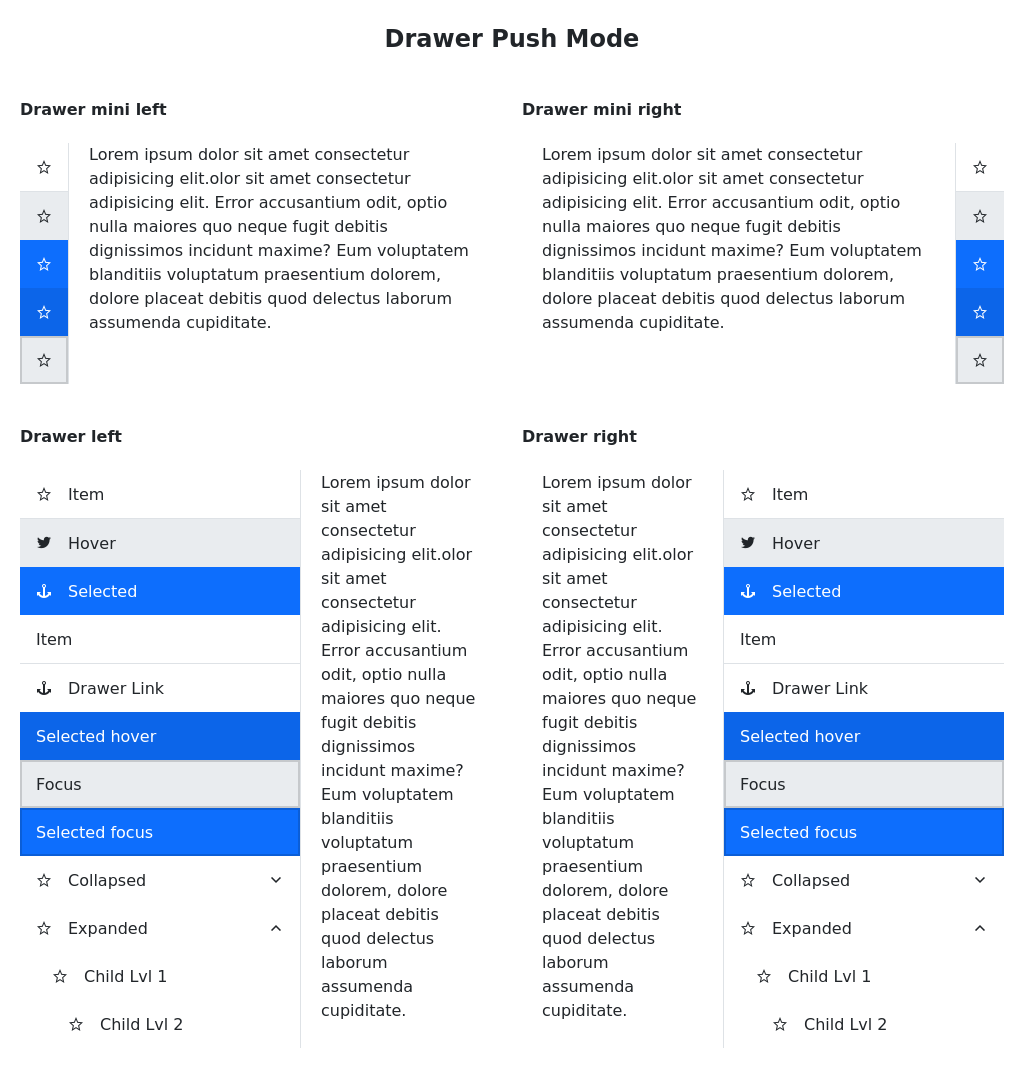 Drawer Push Mode
Drawer mini left
Lorem ipsum dolor sit amet consectetur
adipisicing elit.olor sit amet consectetur
adipisicing elit. Error accusantium odit, optio
nulla maiores quo neque fugit debitis
dignissimos incidunt maxime? Eum voluptatem
blanditiis voluptatum praesentium dolorem,
dolore placeat debitis quod delectus laborum
assumenda cupiditate.
Drawer mini right
Lorem ipsum dolor sit amet consectetur
adipisicing elit.olor sit amet consectetur
adipisicing elit. Error accusantium odit, optio
nulla maiores quo neque fugit debitis
dignissimos incidunt maxime? Eum voluptatem
blanditiis voluptatum praesentium dolorem,
dolore placeat debitis quod delectus laborum
assumenda cupiditate.
Drawer left
Item
Hover
Selected
Item
Drawer Link
Selected hover
Focus
Selected focus
Collapsed
Expanded
Child Lvl 1
Child Lvl 2
Lorem ipsum dolor
sit amet
consectetur
adipisicing elit.olor
sit amet
consectetur
adipisicing elit.
Error accusantium
odit, optio nulla
maiores quo neque
fugit debitis
dignissimos
incidunt maxime?
Eum voluptatem
blanditiis
voluptatum
praesentium
dolorem, dolore
placeat debitis
quod delectus
laborum
assumenda
cupiditate.
Drawer right
Lorem ipsum dolor
sit amet
consectetur
adipisicing elit.olor
sit amet
consectetur
adipisicing elit.
Error accusantium
odit, optio nulla
maiores quo neque
fugit debitis
dignissimos
incidunt maxime?
Eum voluptatem
blanditiis
voluptatum
praesentium
dolorem, dolore
placeat debitis
quod delectus
laborum
assumenda
cupiditate.
Item
Hover
Selected
Item
Drawer Link
Selected hover
Focus
Selected focus
Collapsed
Expanded
Child Lvl 1
Child Lvl 2